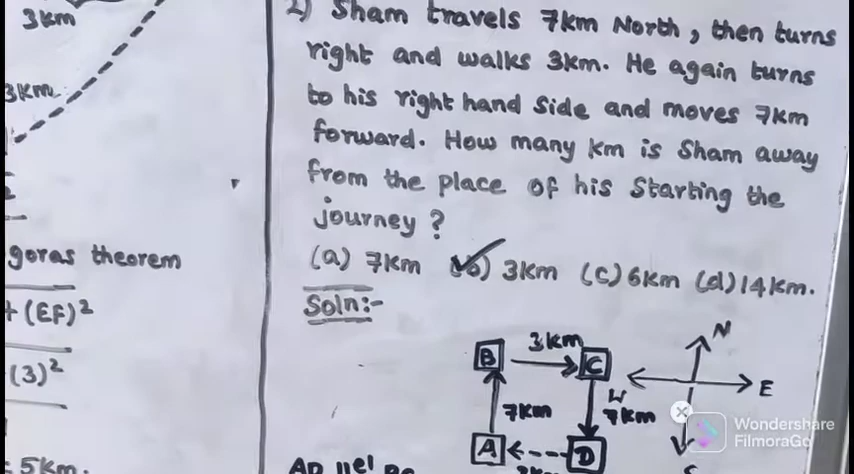 3km
3km
goras theorem
+ (EF)²
(3)²
= 5km.
2) Sham travels 7km North, then turns
right and walks 3km. He again turns
to his right hand side and moves 7km
forward. How many km is Sham away
from the place of his starting the
journey?
(a) 7km (b) 3km (c) 6km (d) 14km.
Soln:-
B 3km C
7km 7km
A D
N
W E
S
Wondershare
FilmoraGo